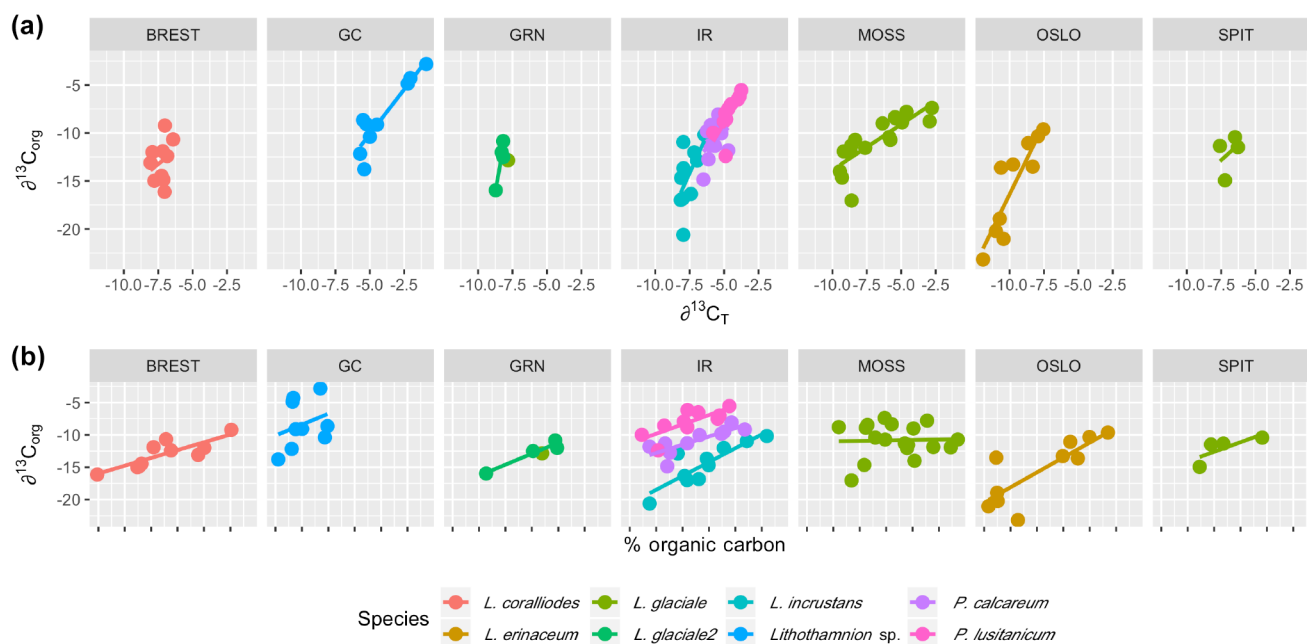 (a)
BREST GC GRN IR MOSS OSLO SPIT
-5
-10
-15
-20
∂13Corg
-10.0 -7.5 -5.0 -2.5 -10.0 -7.5 -5.0 -2.5 -10.0 -7.5 -5.0 -2.5 -10.0 -7.5 -5.0 -2.5 -10.0 -7.5 -5.0 -2.5 -10.0 -7.5 -5.0 -2.5 -10.0 -7.5 -5.0 -2.5
∂13CT
(b)
BREST GC GRN IR MOSS OSLO SPIT
-5
-10
-15
-20
∂13Corg
% organic carbon
Species
L. coralliodes L. glaciale L. incrustans P. calcareum
L. erinaceum L. glaciale2 Lithothamnion sp. P. lusitanicum